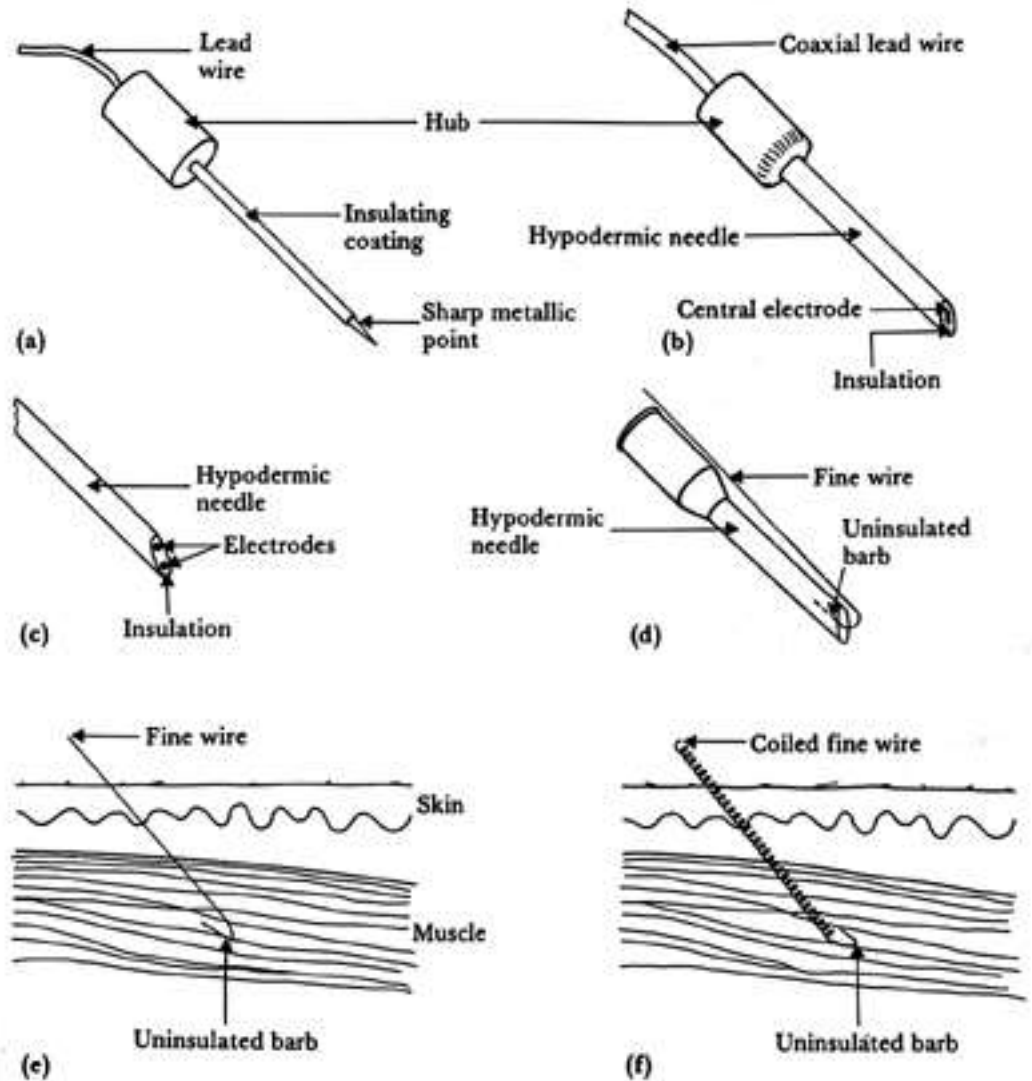 Lead
wire
Coaxial lead wire
Hub
Insulating
coating
Hypodermic needle
Sharp metallic
point
Central electrode
(a)
(b)
Insulation
Hypodermic
needle
Electrodes
Insulation
(c)
Fine wire
Hypodermic
needle
Uninsulated
barb
(d)
Fine wire
Skin
Muscle
Uninsulated barb
(e)
Coiled fine wire
Uninsulated barb
(f)